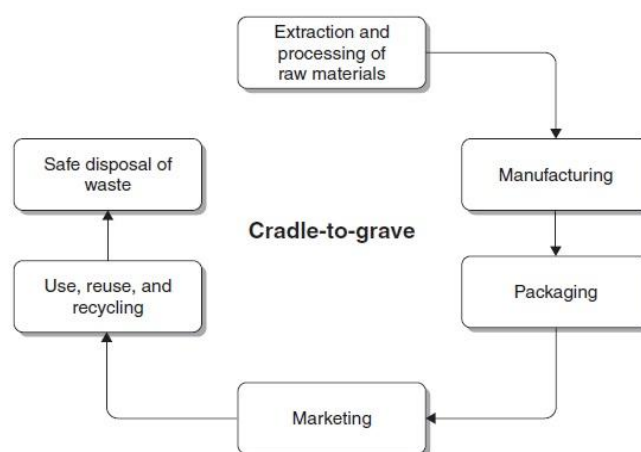 Extraction and
processing of
raw materials
Manufacturing
Packaging
Marketing
Use, reuse, and
recycling
Safe disposal of
waste
Cradle-to-grave